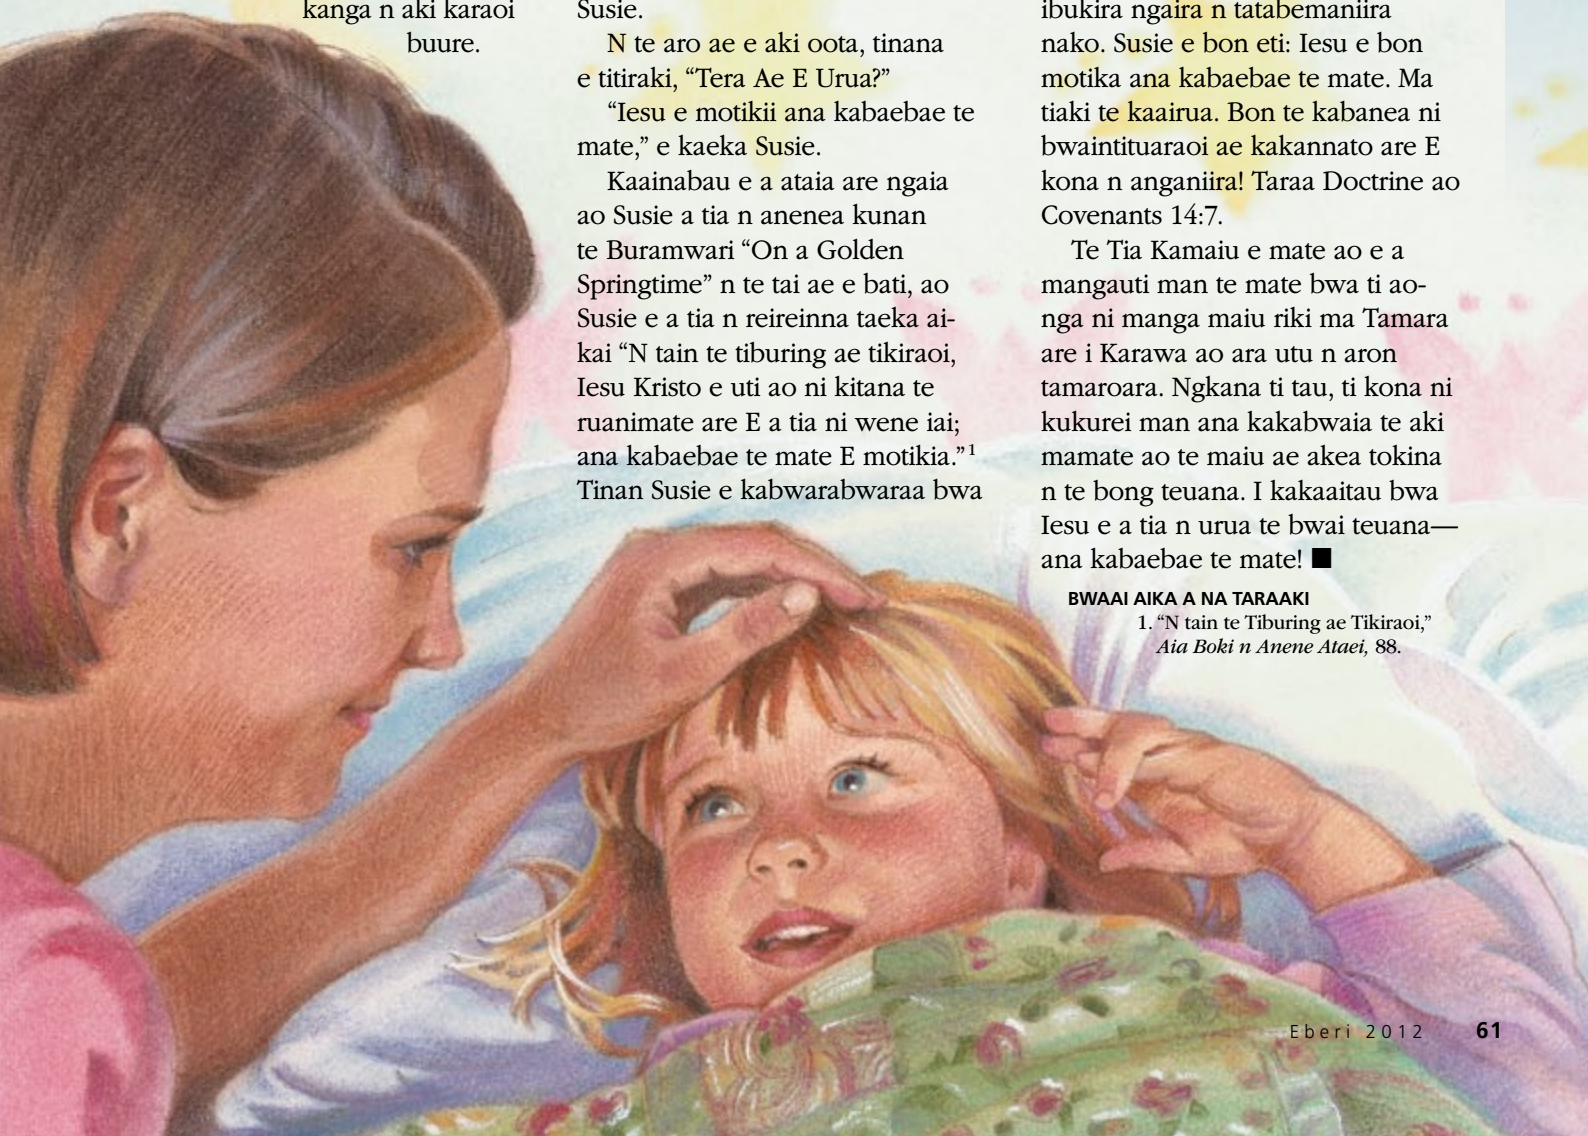 kanga n aki karaoi
buure.
Susie.
N te aro ae e aki oota, tinana
e titiraki, “Tera Ae E Urua?”
“Iesu e motikii ana kabaebae te
mate,” e kaeka Susie.
Kaainabau e a ataia are ngaia
ao Susie a tia n anenea kunan
te Buramwari “On a Golden
Springtime” n te tai ae e bati, ao
Susie e a tia n reireinna taeka ai-
kai “N tain te tiburing ae tikiraoi,
Iesu Kristo e uti ao ni kitana te
ruanimate are E a tia ni wene iai;
ana kabaebae te mate E motikia.”1
Tinan Susie e kabwarabwaraa bwa
ibukira ngaira n tatabemaniira
nako. Susie e bon eti: Iesu e bon
motika ana kabaebae te mate. Ma
tiaki te kaairua. Bon te kabanea ni
bwaintituaraoi ae kakannato are E
kona n anganiira! Taraa Doctrine ao
Covenants 14:7.
Te Tia Kamaiu e mate ao e a
mangauti man te mate bwa ti ao-
nga ni manga maiu riki ma Tamara
are i Karawa ao ara utu n aron
tamaroara. Ngkana ti tau, ti kona ni
kukurei man ana kakabwaia te aki
mamate ao te maiu ae akea tokina
n te bong teuana. I kakaaitau bwa
Iesu e a tia n urua te bwai teuana—
ana kabaebae te mate! ■
BWAAI AIKA A NA TARAAKI
1. “N tain te Tiburing ae Tikiraoi,”
Aia Boki n Anene Ataei, 88.
Eberi 2012 61